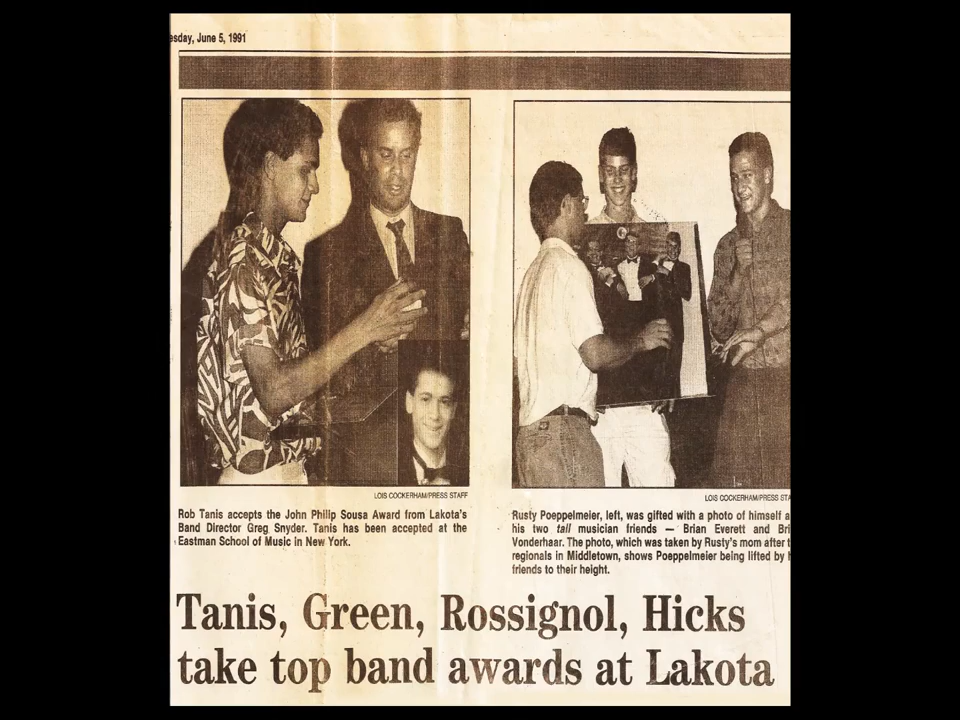 esday, June 5, 1991
LOIS COCKERHAM/PRESS STAFF
Rob Tanis accepts the John Philip Sousa Award from Lakota's
Band Director Greg Snyder. Tanis has been accepted at the
Eastman School of Music in New York.
LOIS COCKERHAM/PRESS STA
Rusty Poeppelmeier, left, was gifted with a photo of himself a
his two tall musician friends — Brian Everett and Bri
Vonderhaar. The photo, which was taken by Rusty's mom after t
regionals in Middletown, shows Poeppelmeier being lifted by h
friends to their height.
Tanis, Green, Rossignol, Hicks
take top band awards at Lakota